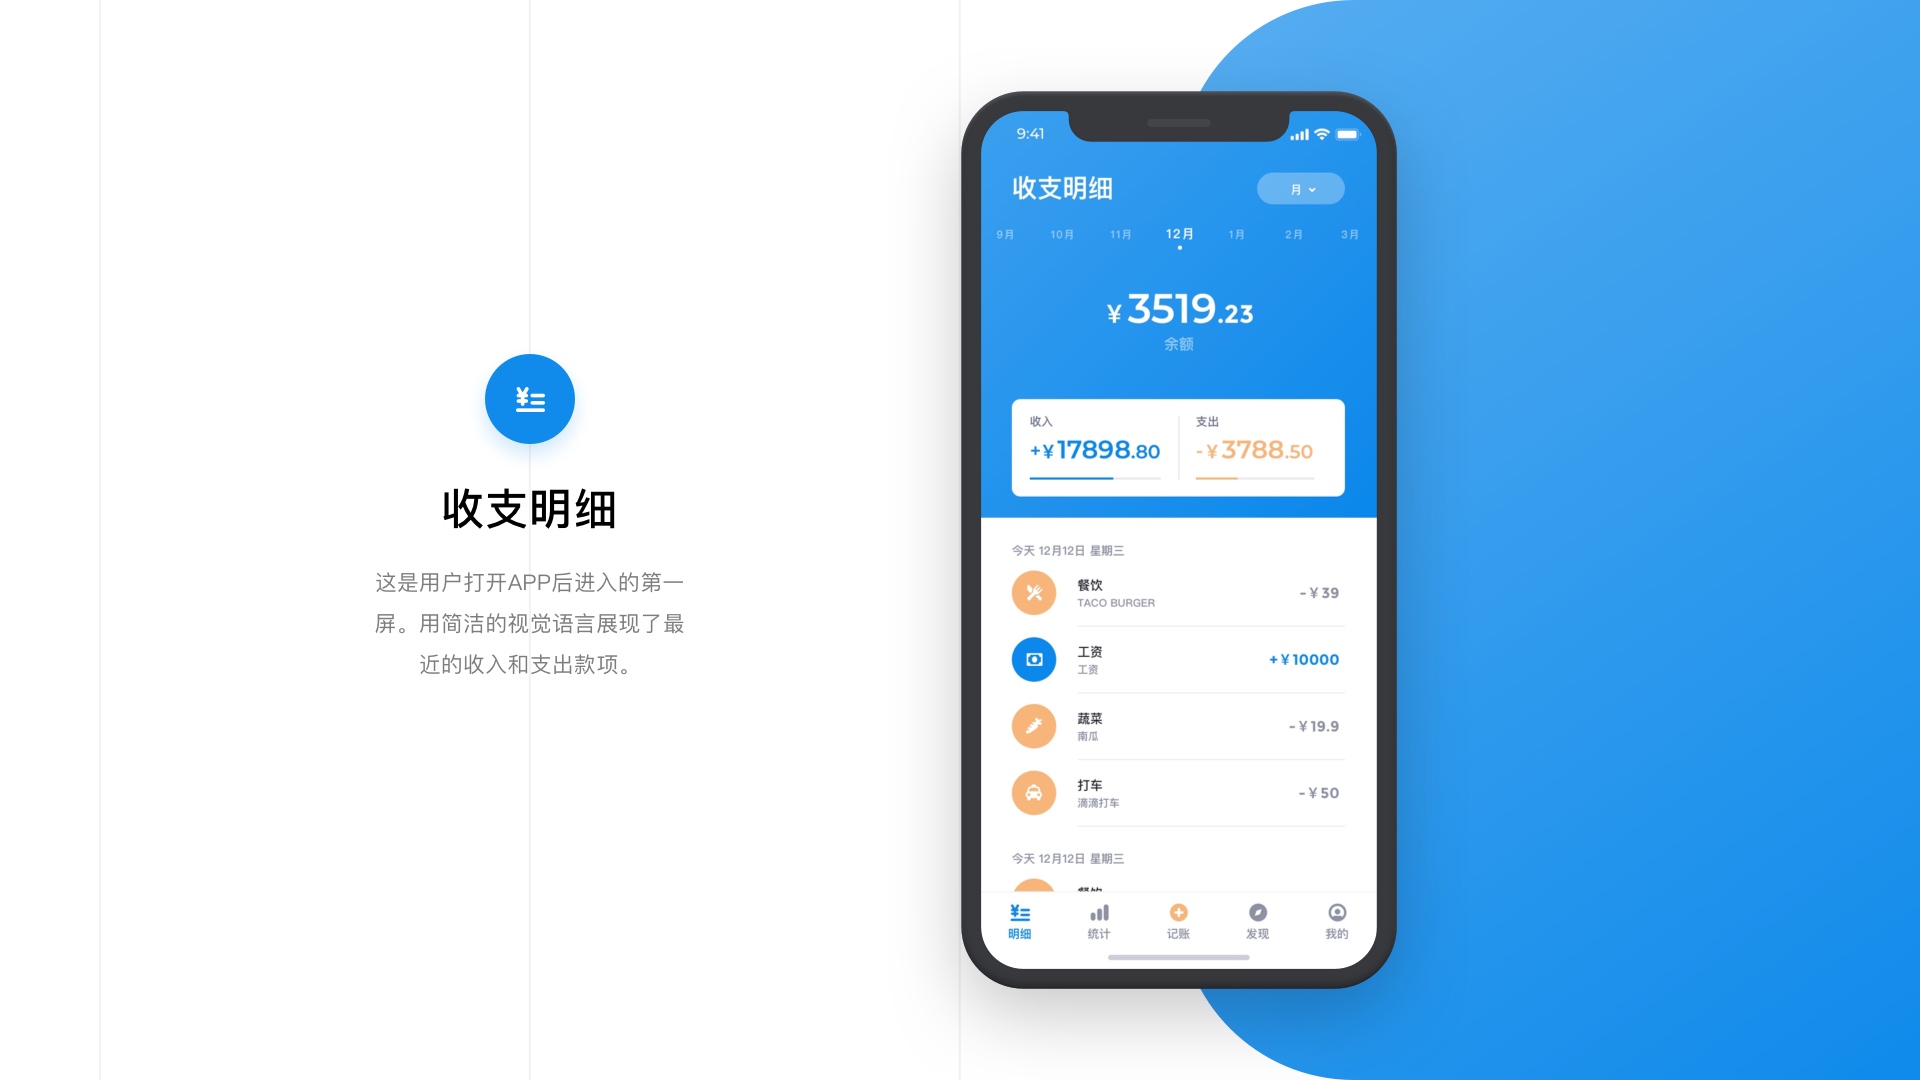 收支明细
这是用户打开APP后进入的第一
屏。用简洁的视觉语言展现了最
近的收入和支出款项。
9:41
收支明细
月
9月 10月 11月 12月 1月 2月 3月
¥3519.23
余额
收入 支出
+¥17898.80 -¥3788.50
今天 12月12日 星期三
餐饮
TACO BURGER
-¥39
工资
工资
+¥10000
蔬菜
南瓜
-¥19.9
打车
滴滴打车
-¥50
今天 12月12日 星期三
餐饮
明细 统计 记账 发现 我的